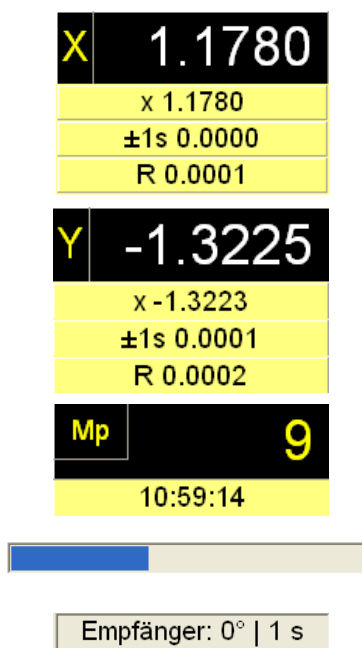 X 1.1780
x 1.1780
±1s 0.0000
R 0.0001
Y -1.3225
x -1.3223
±1s 0.0001
R 0.0002
Mp 9
10:59:14
Empfänger: 0° | 1 s